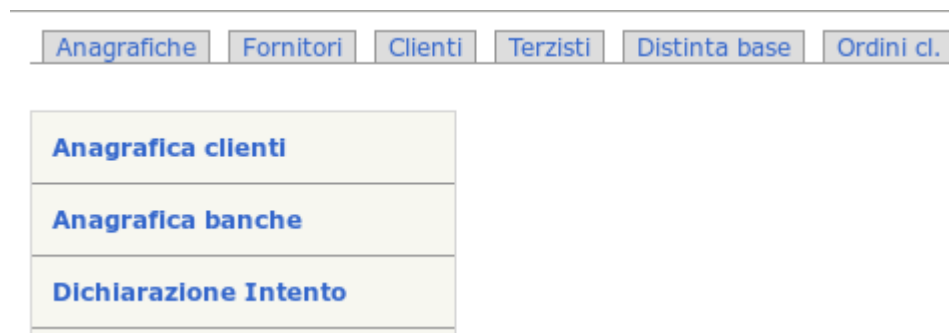 Anagrafiche Fornitori Clienti Terzisti Distinta base Ordini cl.
Anagrafica clienti
Anagrafica banche
Dichiarazione Intento